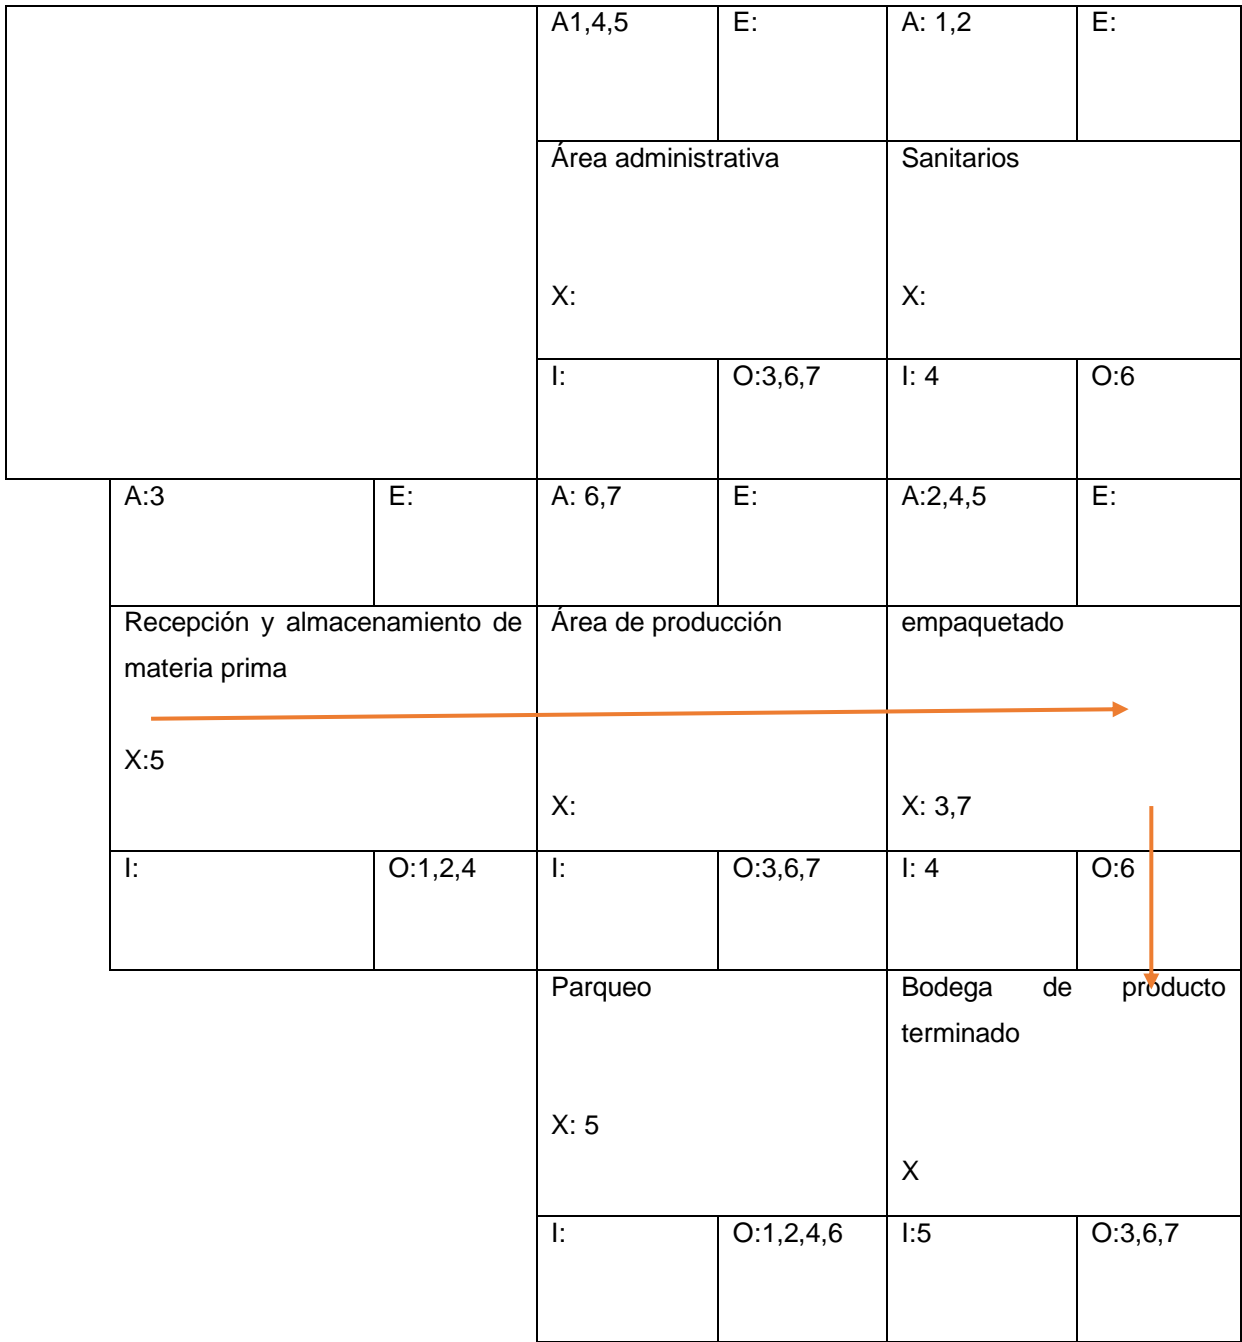 A1,4,5 E: A: 1,2 E:
Área administrativa Sanitarios
X: X:
I: O:3,6,7 I: 4 O:6
A:3 E: A: 6,7 E: A:2,4,5 E:
Recepción y almacenamiento de Área de producción empaquetado
materia prima
X:5
X: X: 3,7
I: O:1,2,4 I: O:3,6,7 I: 4 O:6
Parqueo Bodega de producto
terminado
X: 5
X
I: O:1,2,4,6 I:5 O:3,6,7